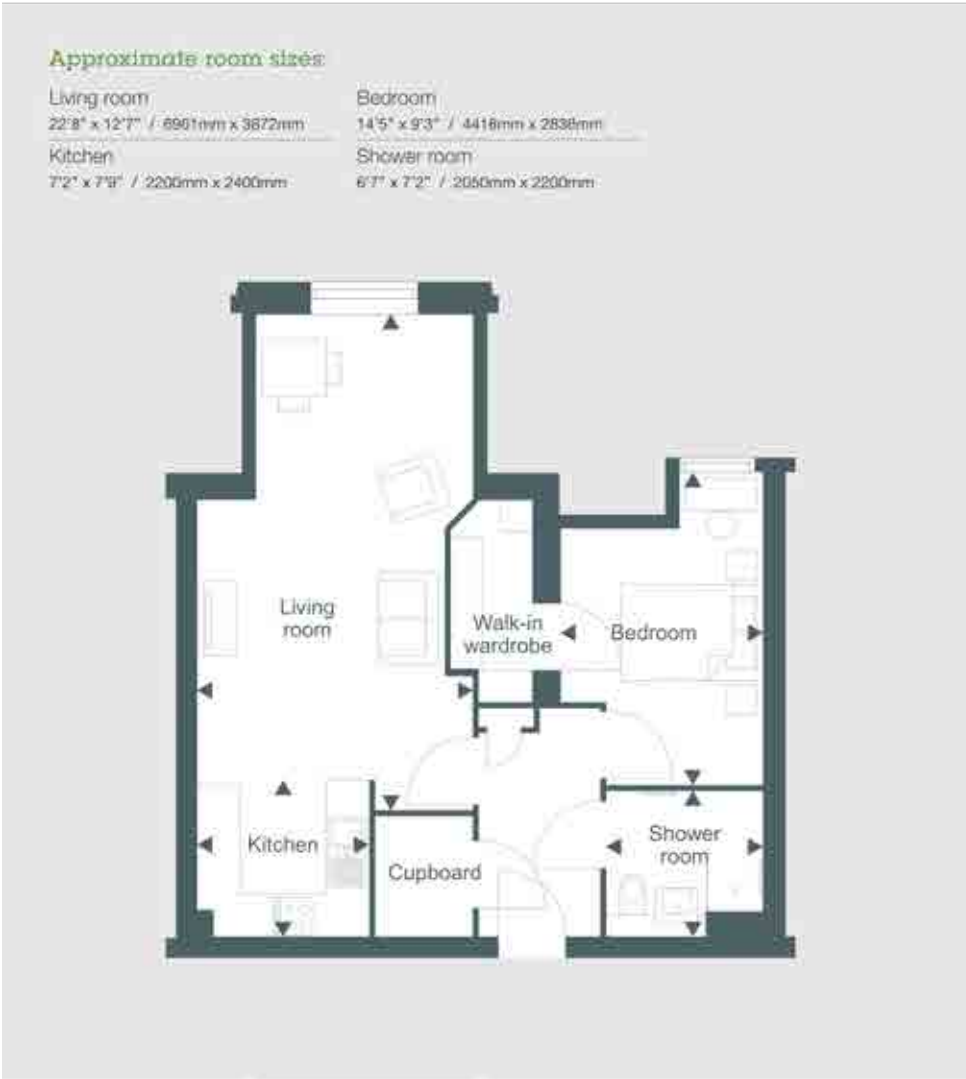 Approximate room sizes
Living room
22'8" x 12'7" / 6961mm x 3872mm
Bedroom
14'5" x 9'3" / 4416mm x 2836mm
Kitchen
7'2" x 7'9" / 2200mm x 2400mm
Shower room
6'7" x 7'2" / 2050mm x 2200mm
Living
room
Walk-in
wardrobe
Bedroom
Kitchen
Cupboard
Shower
room